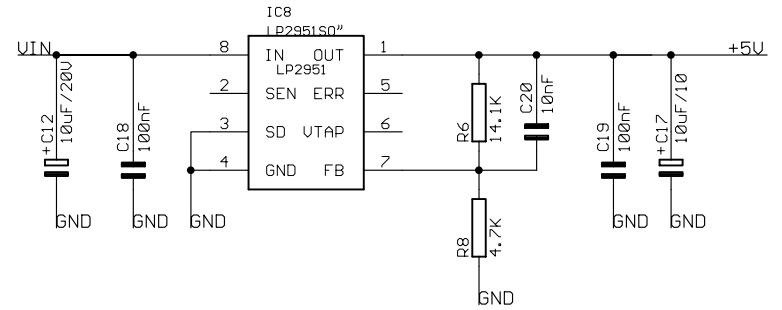 IC8
LP2951SO"
VIN 8 IN OUT 1 +5V
LP2951
2 SEN ERR 5
3 SD VTAP 6
4 GND FB 7
+C12
10uF/20V
C18
100nF
R6
14.1K
C20
10nF
C19
100nF
+C17
10uF/10
GND
GND
GND
GND
GND
R8
4.7K
GND